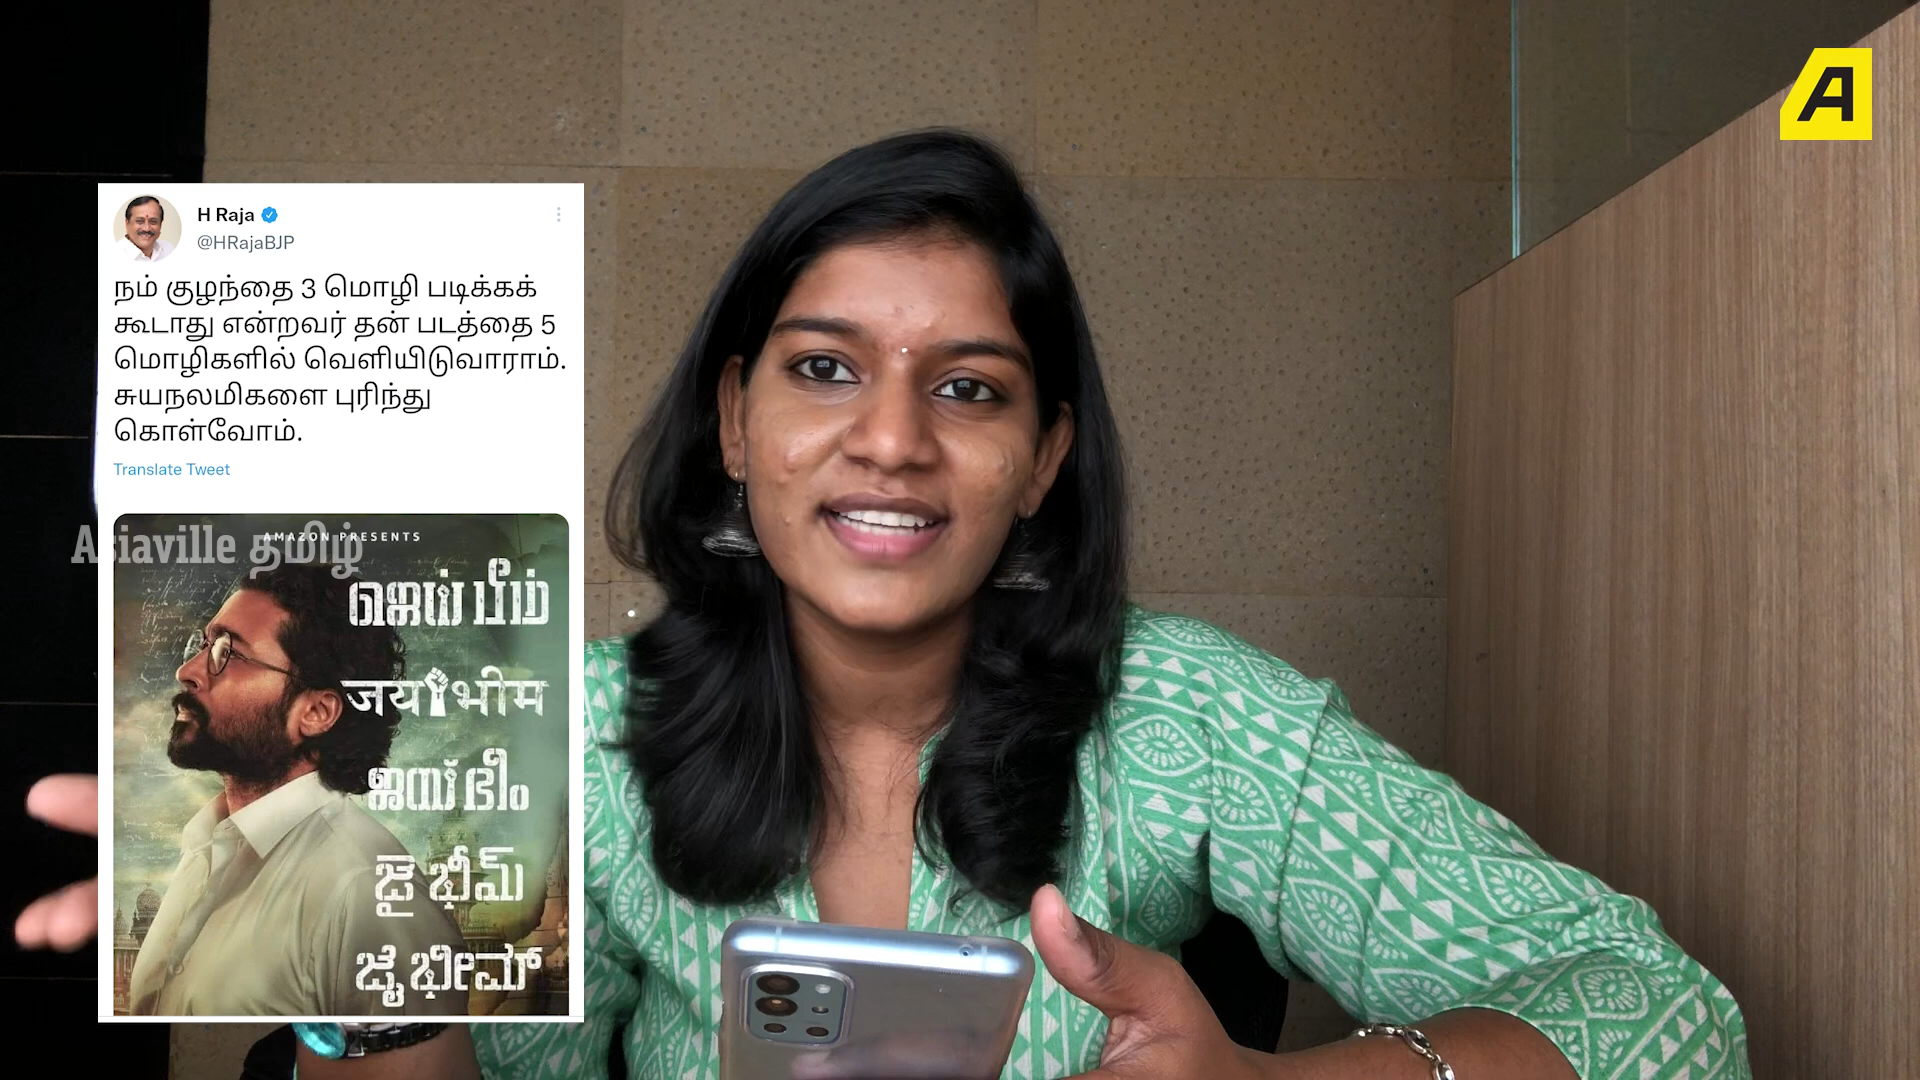 A
H Raja
@HRajaBJP
நம் குழந்தை 3 மொழி படிக்கக்
கூடாது என்றவர் தன் படத்தை 5
மொழிகளில் வெளியிடுவாராம்.
சுயநலமிகளை புரிந்து
கொள்வோம்.
Translate Tweet
Asiaville தமிழ்
AMAZON PRESENTS
ஜெய் பீம்
जय भीम
ജയ് ഭീം
జై భీమ్
ಜೈ ಭೀಮ್